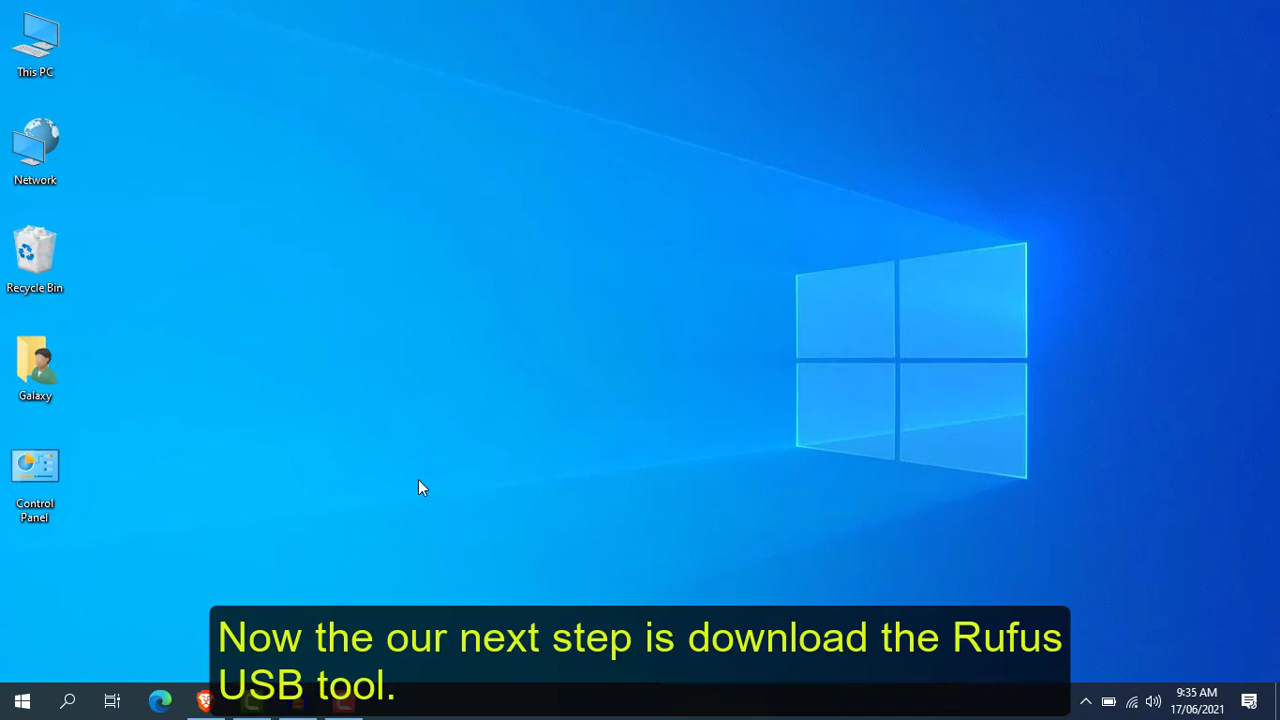 This PC
Network
Recycle Bin
Galaxy
Control
Panel
Now the our next step is download the Rufus
USB tool.
9:35 AM
17/06/2021